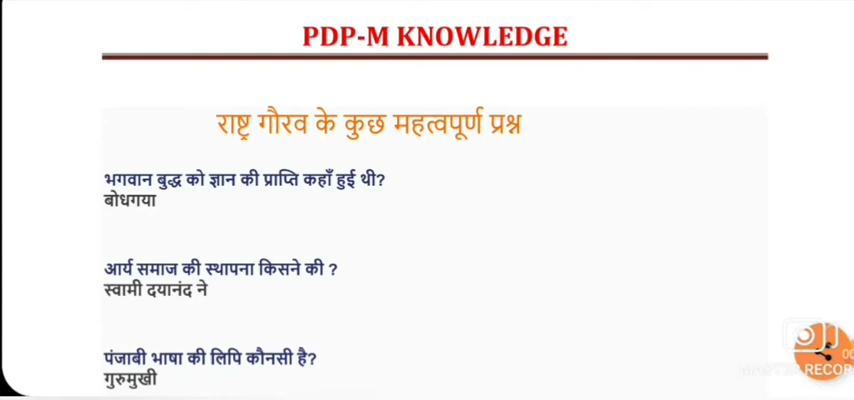 PDP-M KNOWLEDGE
राष्ट्र गौरव के कुछ महत्वपूर्ण प्रश्न
भगवान बुद्ध को ज्ञान की प्राप्ति कहाँ हुई थी?
बोधगया
आर्य समाज की स्थापना किसने की ?
स्वामी दयानंद ने
पंजाबी भाषा की लिपि कौनसी है?
गुरुमुखी